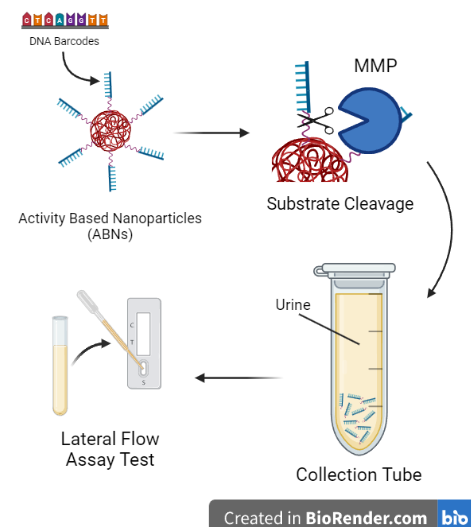 C T C A G G T T
DNA Barcodes
MMP
Substrate Cleavage
Activity Based Nanoparticles
(ABNs)
Urine
C
T
S
Lateral Flow
Assay Test
Collection Tube
Created in BioRender.com bio